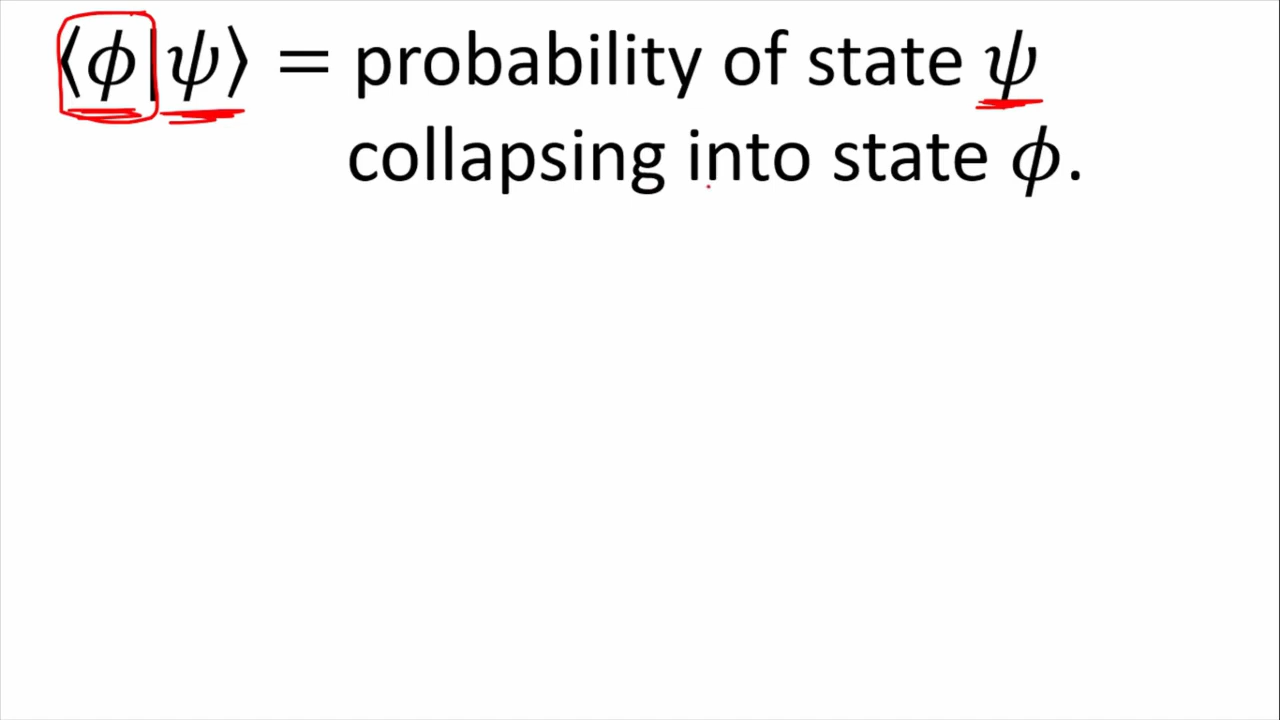 ⟨ϕ|ψ⟩ = probability of state ψ
collapsing into state ϕ.